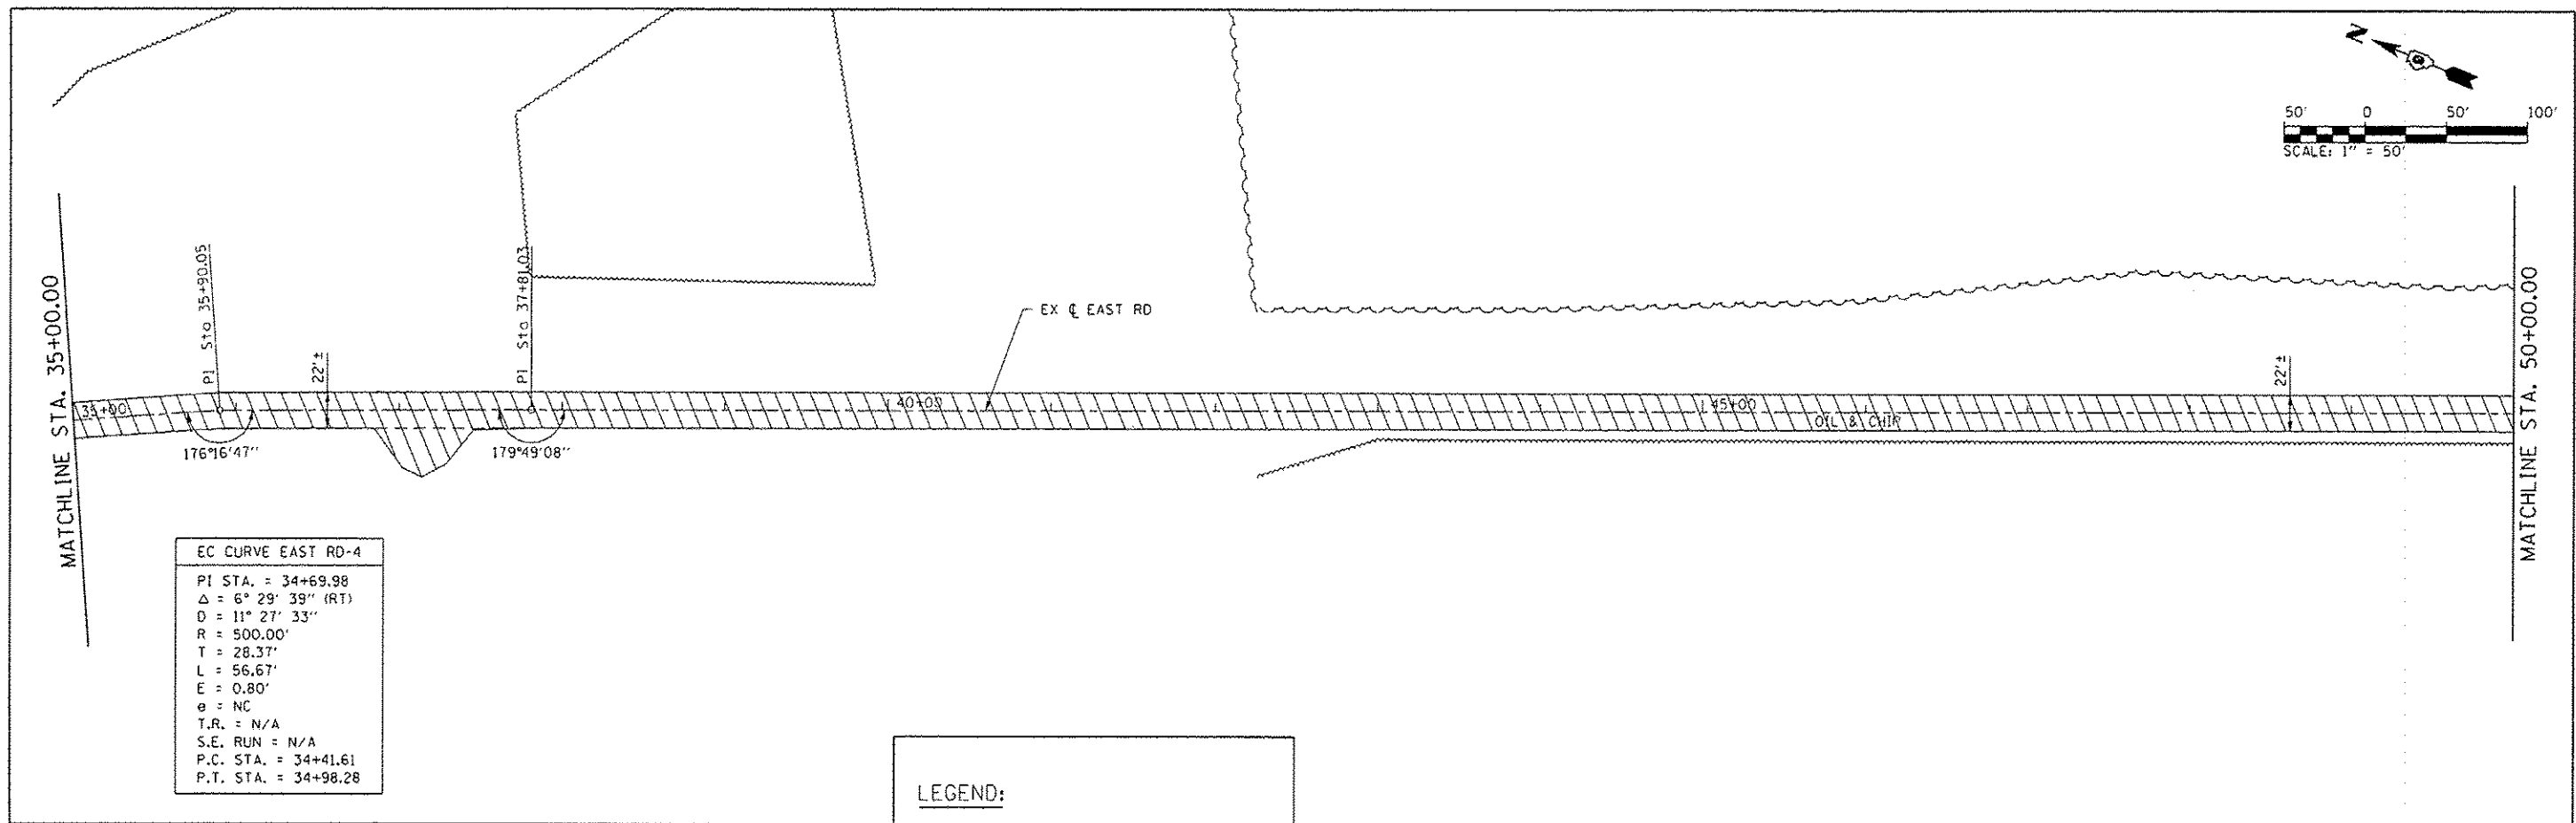 N
50' 0 50' 100'
SCALE: 1" = 50'
MATCHLINE STA. 35+00.00
PI Sta 35+90.05
22'±
PI Sta 37+81.03
EX ℄ EAST RD
22'±
MATCHLINE STA. 50+00.00
35+00
40+00
45+00
OIL & CHIP
176°16'47"
179°49'08"
EC CURVE EAST RD-4
PI STA. = 34+69.98
Δ = 6° 29' 39" (RT)
D = 11° 27' 33"
R = 500.00'
T = 28.37'
L = 56.67'
E = 0.80'
e = NC
T.R. = N/A
S.E. RUN = N/A
P.C. STA. = 34+41.61
P.T. STA. = 34+98.28
LEGEND: